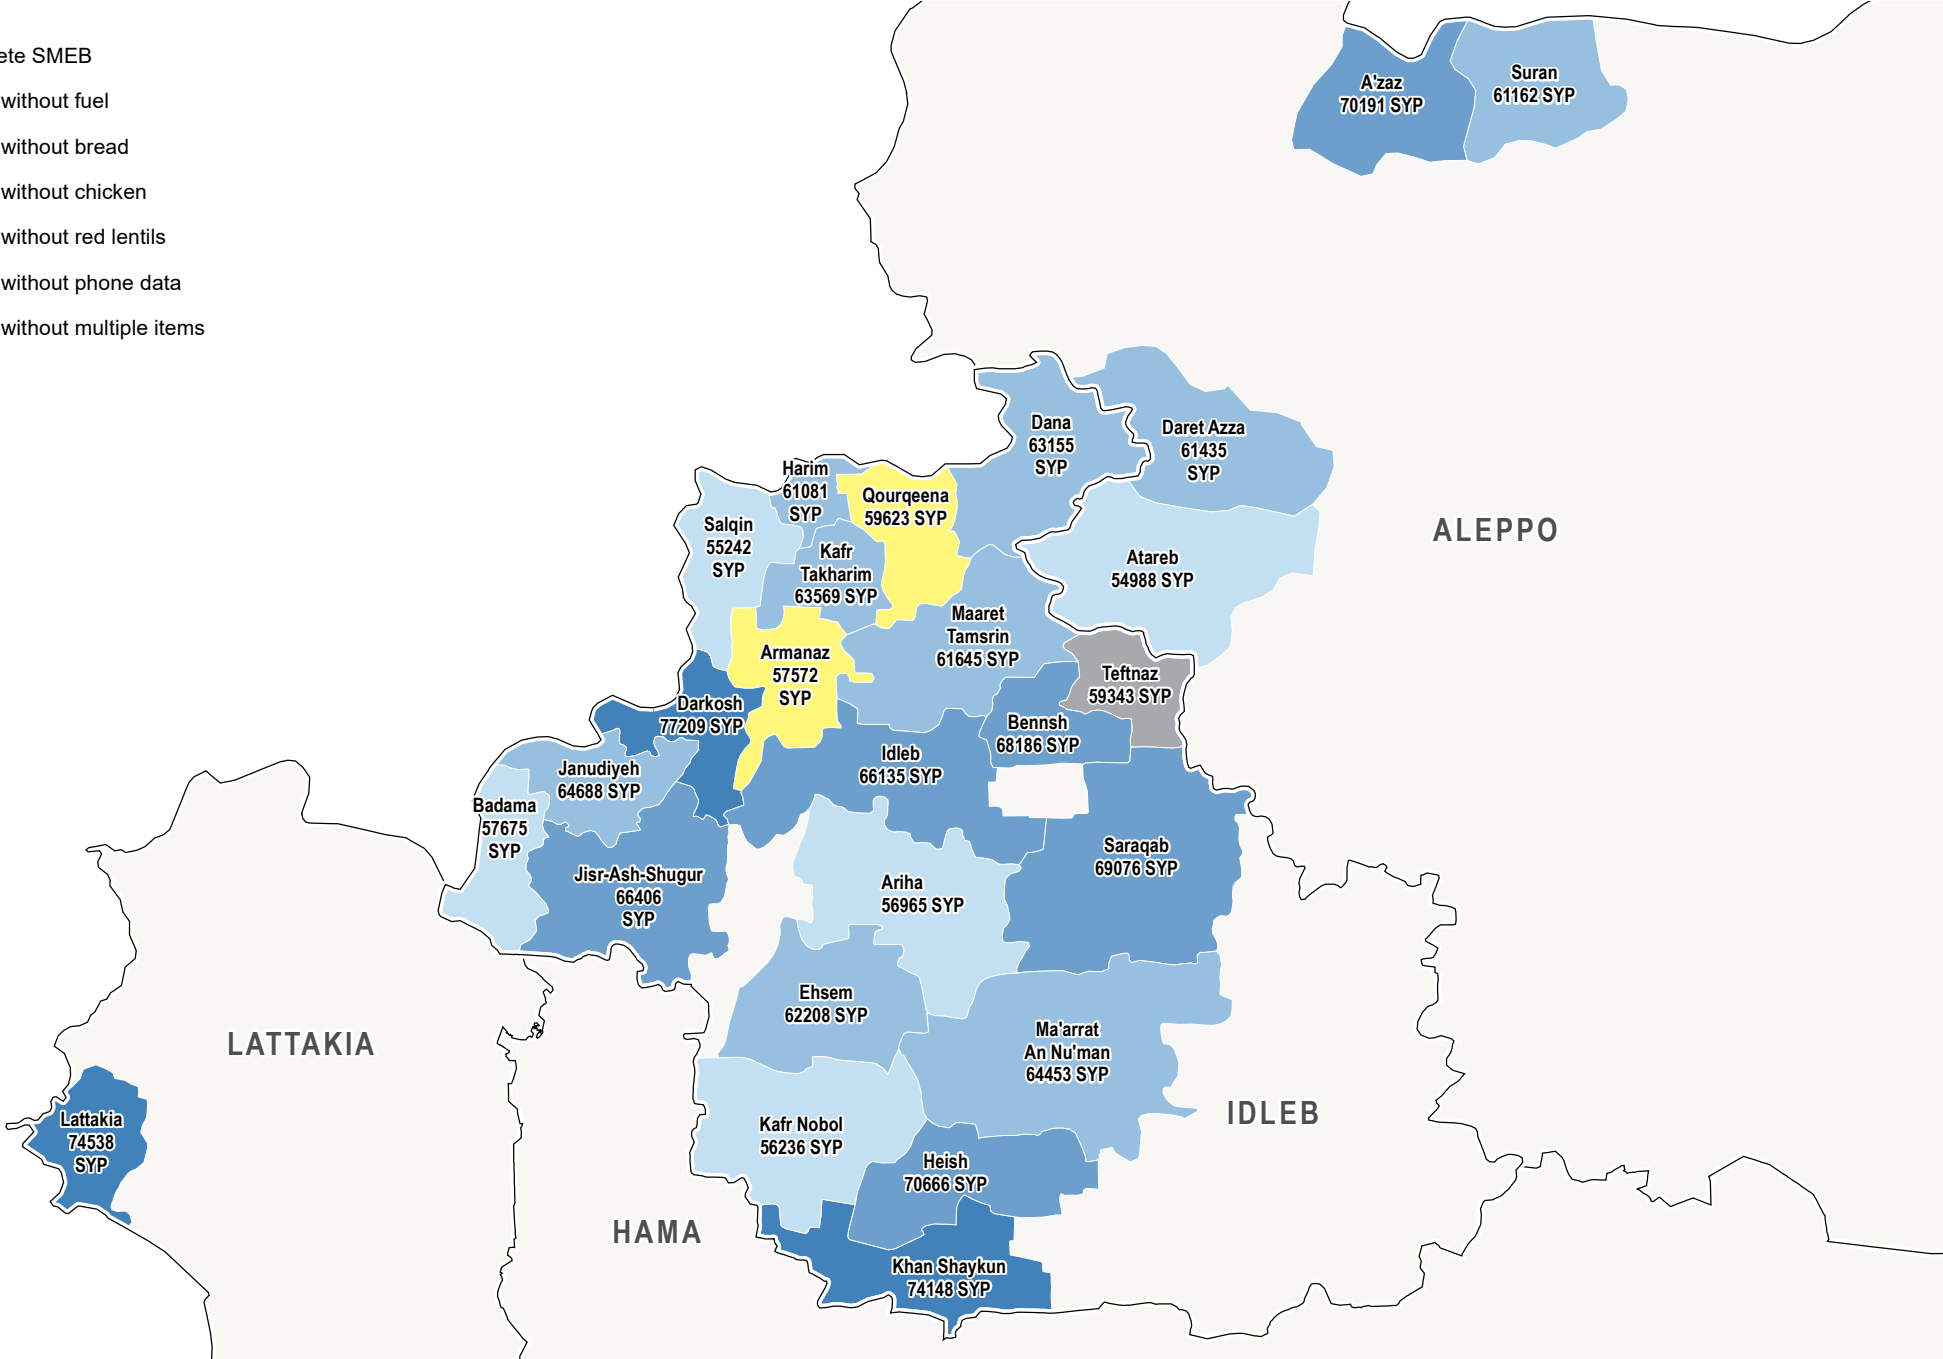 ete SMEB
without fuel
without bread
without chicken
without red lentils
without phone data
without multiple items
A'zaz
70191 SYP
Suran
61162 SYP
Dana
63155
SYP
Daret Azza
61435
SYP
Harim
61081
SYP
Qourqeena
59623 SYP
Salqin
55242
SYP
Kafr
Takharim
63569 SYP
ALEPPO
Atareb
54988 SYP
Maaret
Tamsrin
61645 SYP
Armanaz
57572
SYP
Teftnaz
59343 SYP
Darkosh
77209 SYP
Bennsh
68186 SYP
Idleb
66135 SYP
Janudiyeh
64688 SYP
Badama
57675
SYP
Saraqab
69076 SYP
Jisr-Ash-Shugur
66406
SYP
Ariha
56965 SYP
Ehsem
62208 SYP
Ma'arrat
An Nu'man
64453 SYP
LATTAKIA
Lattakia
74538
SYP
Kafr Nobol
56236 SYP
IDLEB
Heish
70666 SYP
HAMA
Khan Shaykun
74148 SYP